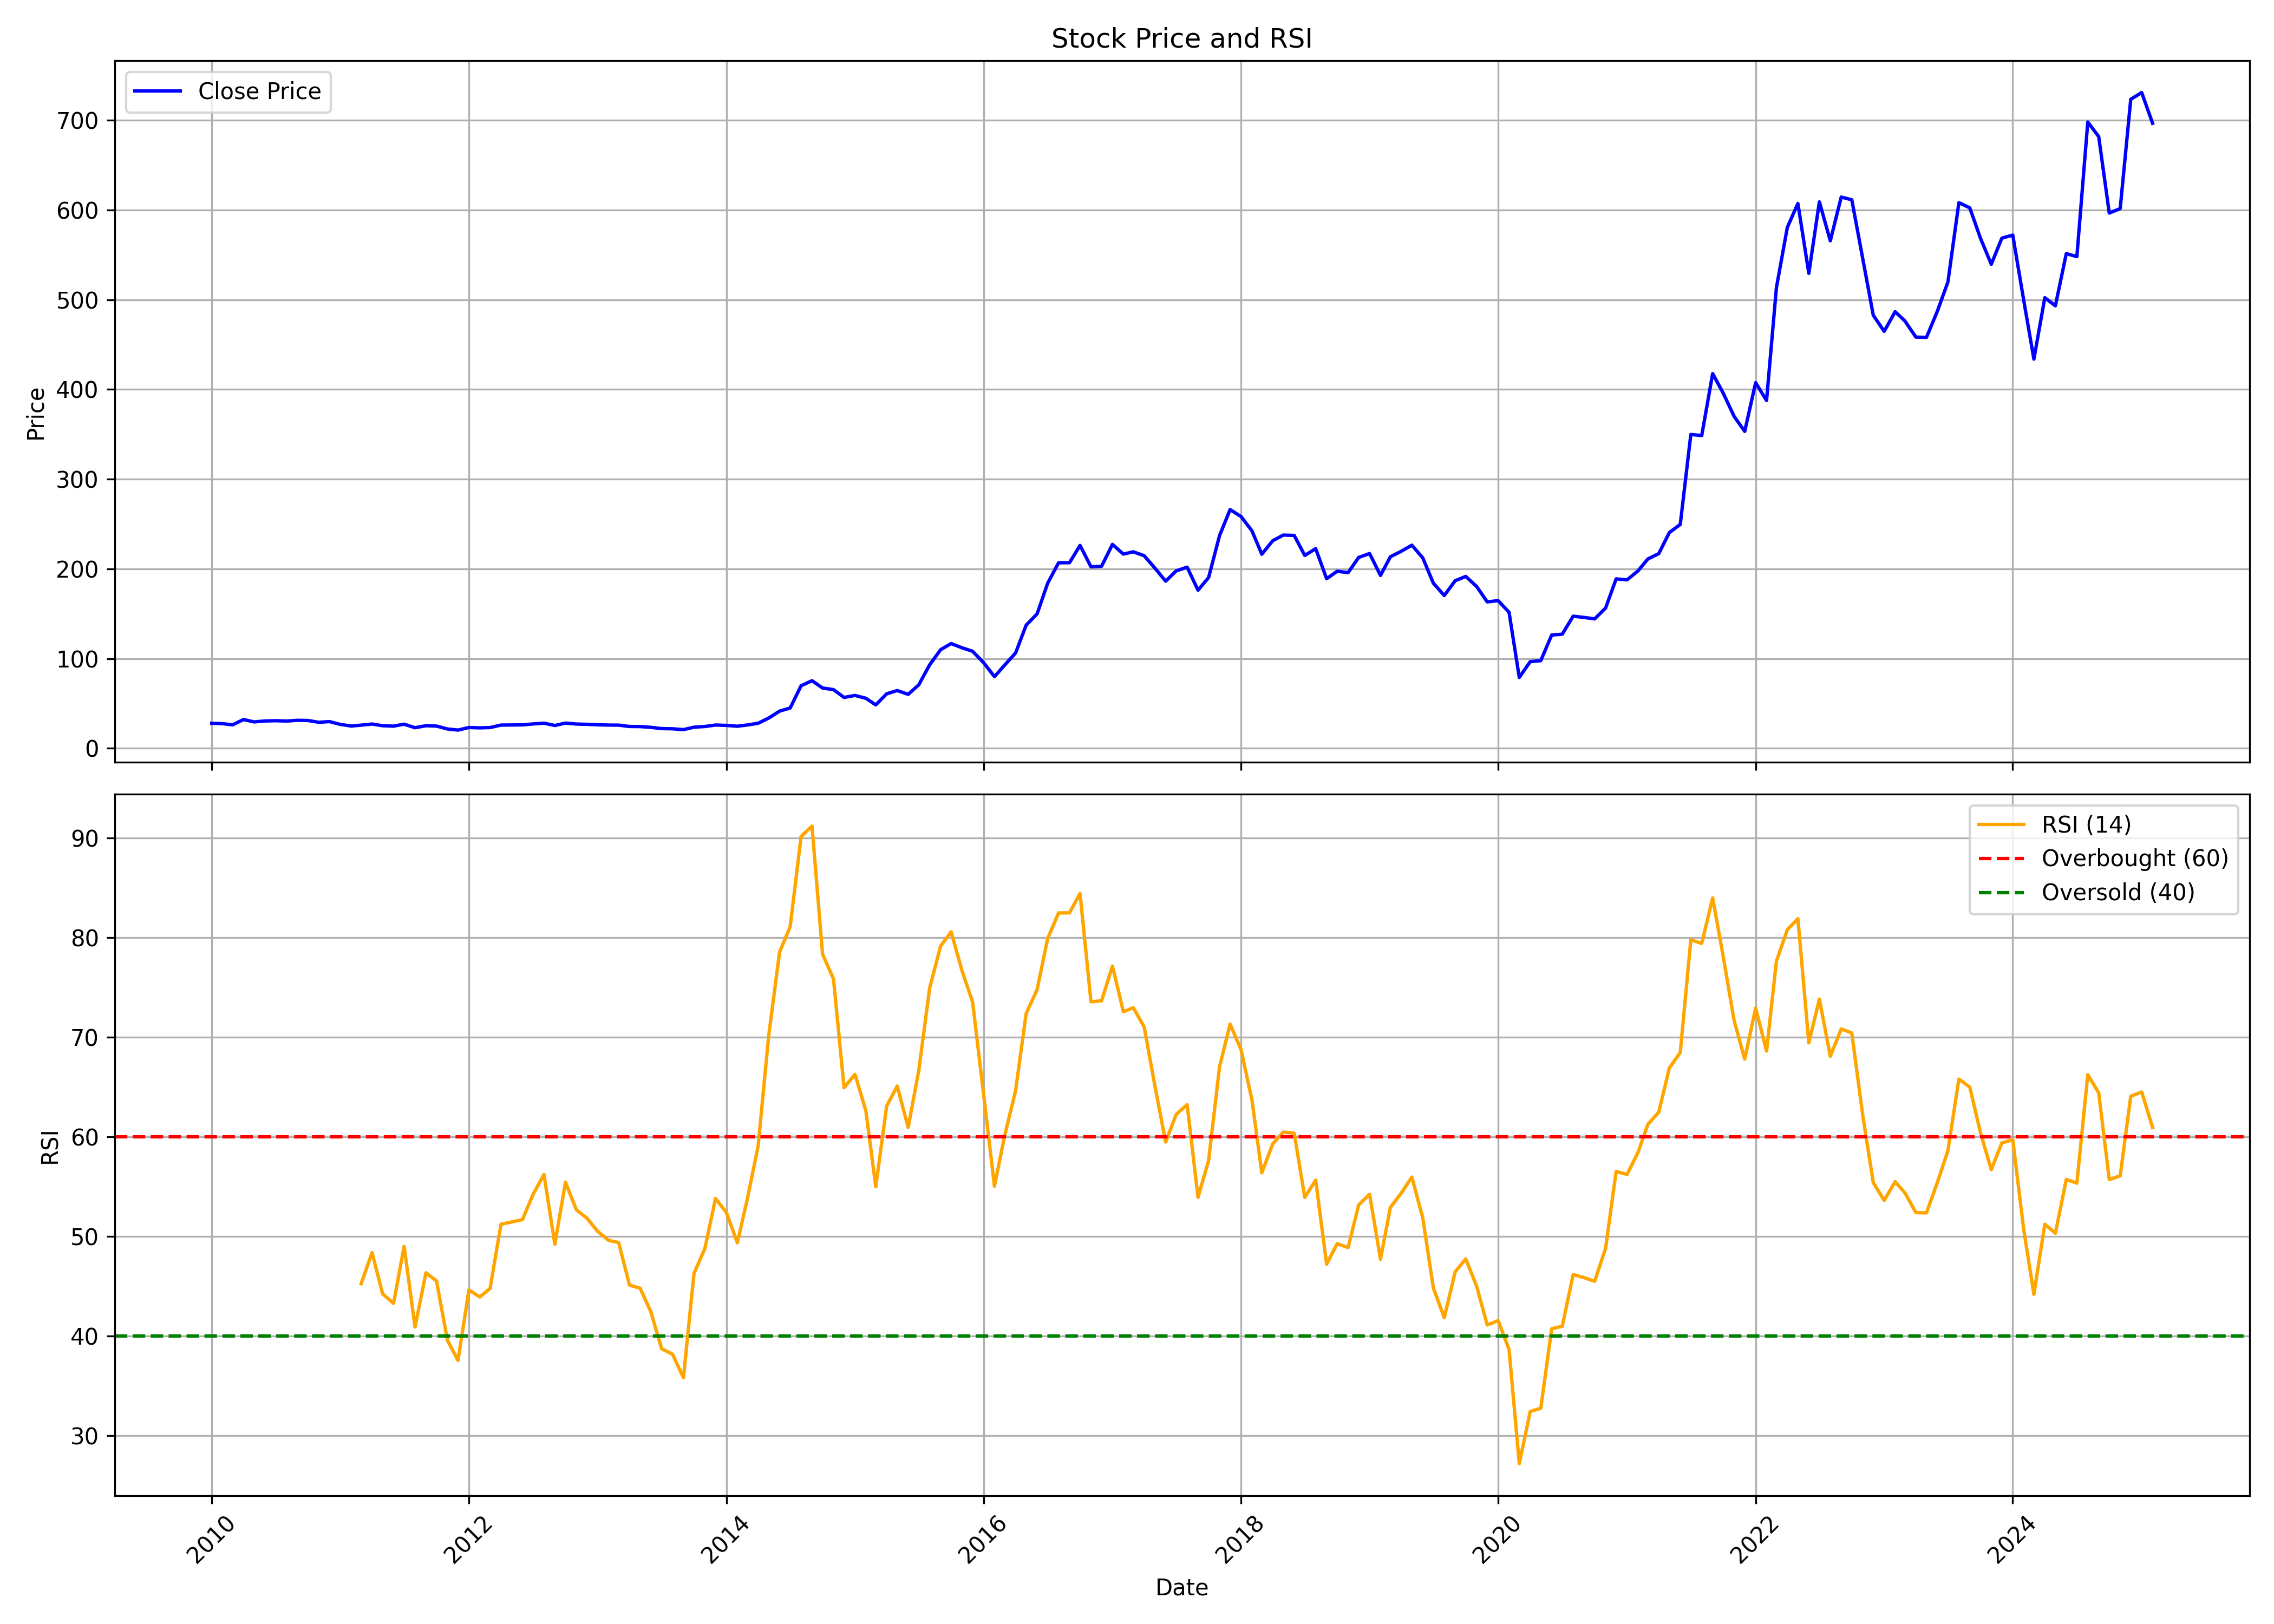 Stock Price and RSI
Close Price
700
600
500
400
300
200
100
0
Price
RSI (14)
Overbought (60)
Oversold (40)
90
80
70
60
50
40
30
RSI
2010 2012 2014 2016 2018 2020 2022 2024
Date